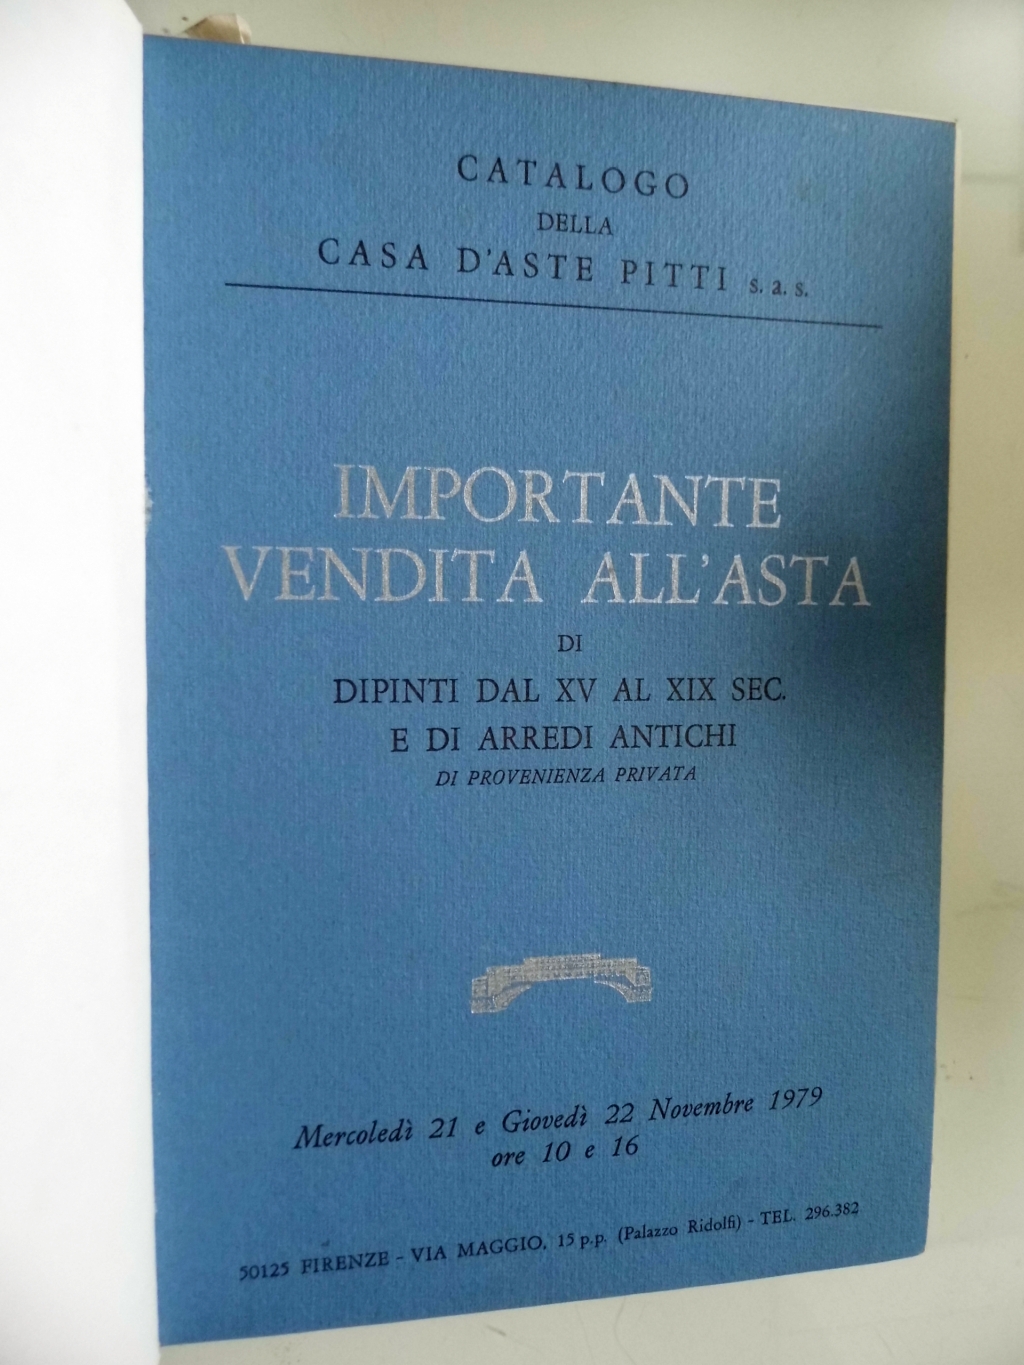 CATALOGO
DELLA
CASA D'ASTE PITTI s.a.s.
IMPORTANTE
VENDITA ALL'ASTA
DI
DIPINTI DAL XV AL XIX SEC.
E DI ARREDI ANTICHI
DI PROVENIENZA PRIVATA
Mercoledì 21 e Giovedì 22 Novembre 1979
ore 10 e 16
50125 FIRENZE - VIA MAGGIO, 15 p.p. (Palazzo Ridolfi) - TEL. 296.382